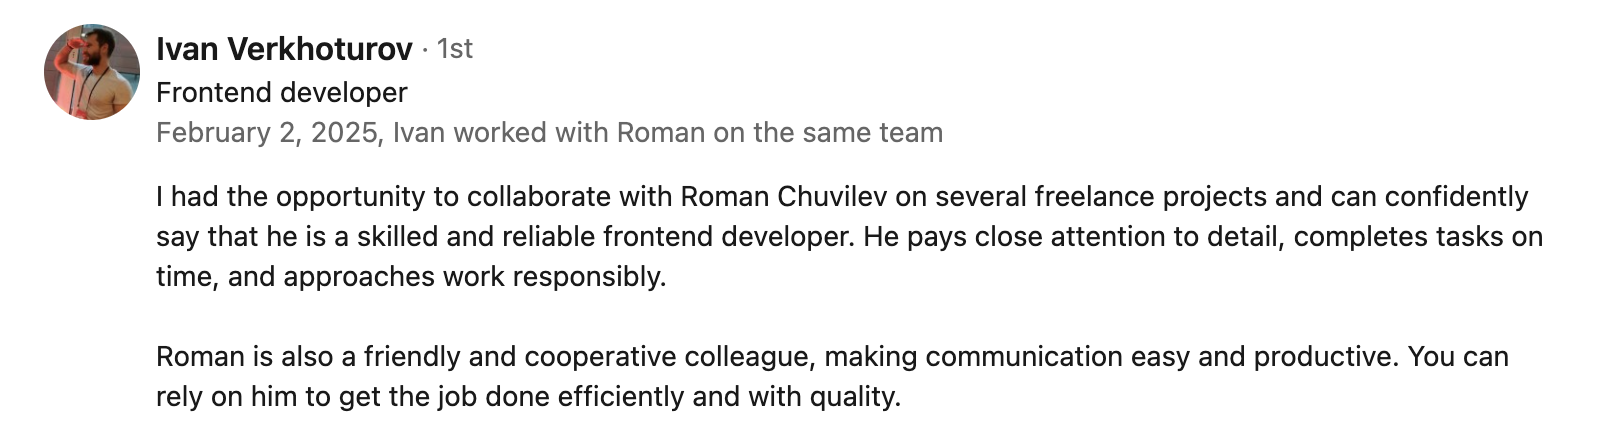 Ivan Verkhoturov · 1st
Frontend developer
February 2, 2025, Ivan worked with Roman on the same team
I had the opportunity to collaborate with Roman Chuvilev on several freelance projects and can confidently
say that he is a skilled and reliable frontend developer. He pays close attention to detail, completes tasks on
time, and approaches work responsibly.
Roman is also a friendly and cooperative colleague, making communication easy and productive. You can
rely on him to get the job done efficiently and with quality.